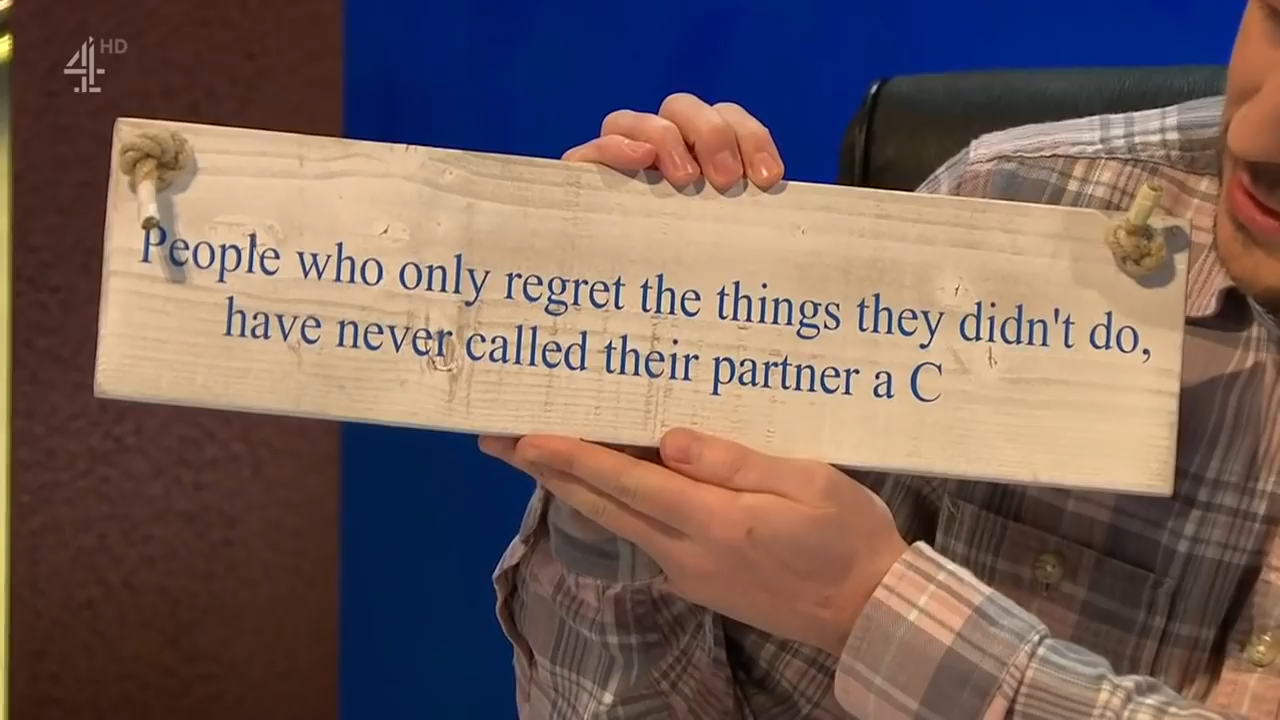 4 HD
People who only regret the things they didn't do,
have never called their partner a C